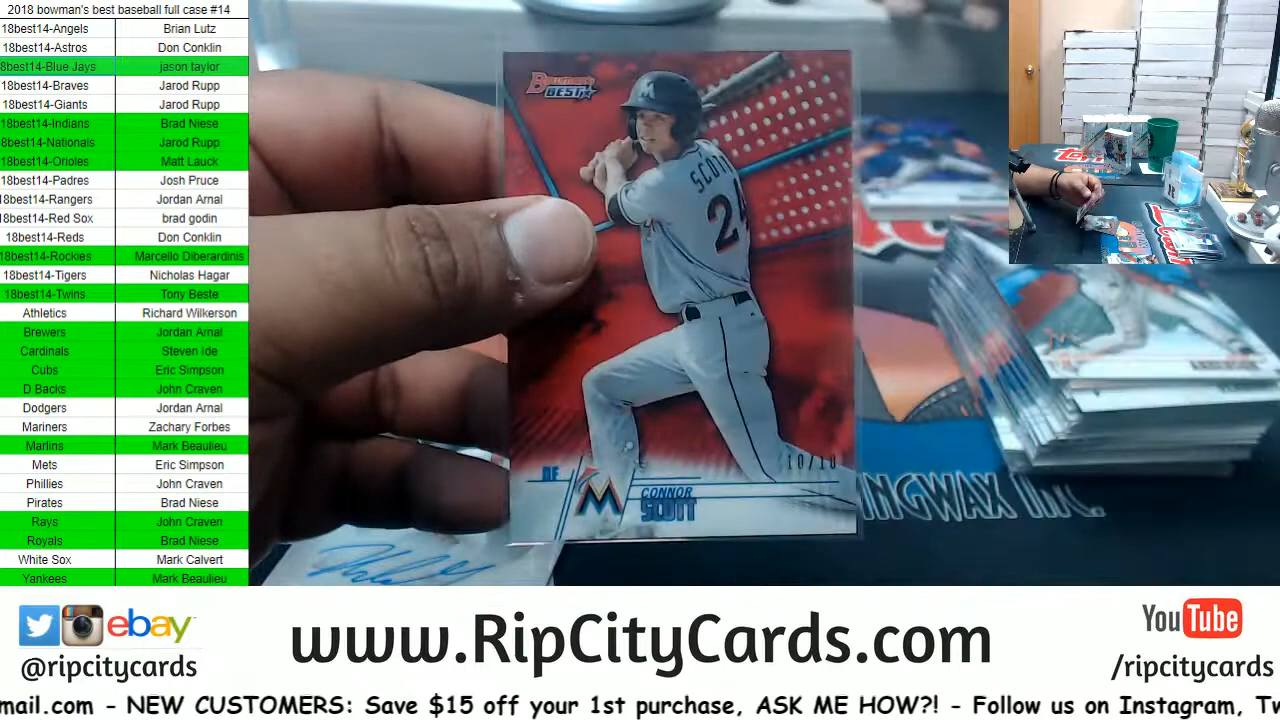 2018 bowman's best baseball full case #14
18best14-Angels Brian Lutz
18best14-Astros Don Conklin
8best14-Blue Jays jason taylor
18best14-Braves Jarod Rupp
18best14-Giants Jarod Rupp
18best14-Indians Brad Niese
18best14-Nationals Jarod Rupp
18best14-Orioles Matt Lauck
18best14-Padres Josh Pruce
18best14-Rangers Jordan Arnal
18best14-Red Sox brad godin
18best14-Reds Don Conklin
18best14-Rockies Marcello Diberardinis
18best14-Tigers Nicholas Hagar
18best14-Twins Tony Beste
Athletics Richard Wilkerson
Brewers Jordan Arnal
Cardinals Steven Ide
Cubs Eric Simpson
D Backs John Craven
Dodgers Jordan Arnal
Mariners Zachary Forbes
Marlins Mark Beaulieu
Mets Eric Simpson
Phillies John Craven
Pirates Brad Niese
Rays John Craven
Royals Brad Niese
White Sox Mark Calvert
Yankees Mark Beaulieu
Bowman's
BEST
M
SCOTT
24
10/10
OF
M
CONNOR
SCOTT
INGWAX INC.
ebay
@ripcitycards
www.RipCityCards.com
YouTube
/ripcitycards
mail.com - NEW CUSTOMERS: Save $15 off your 1st purchase, ASK ME HOW?! - Follow us on Instagram, Tw